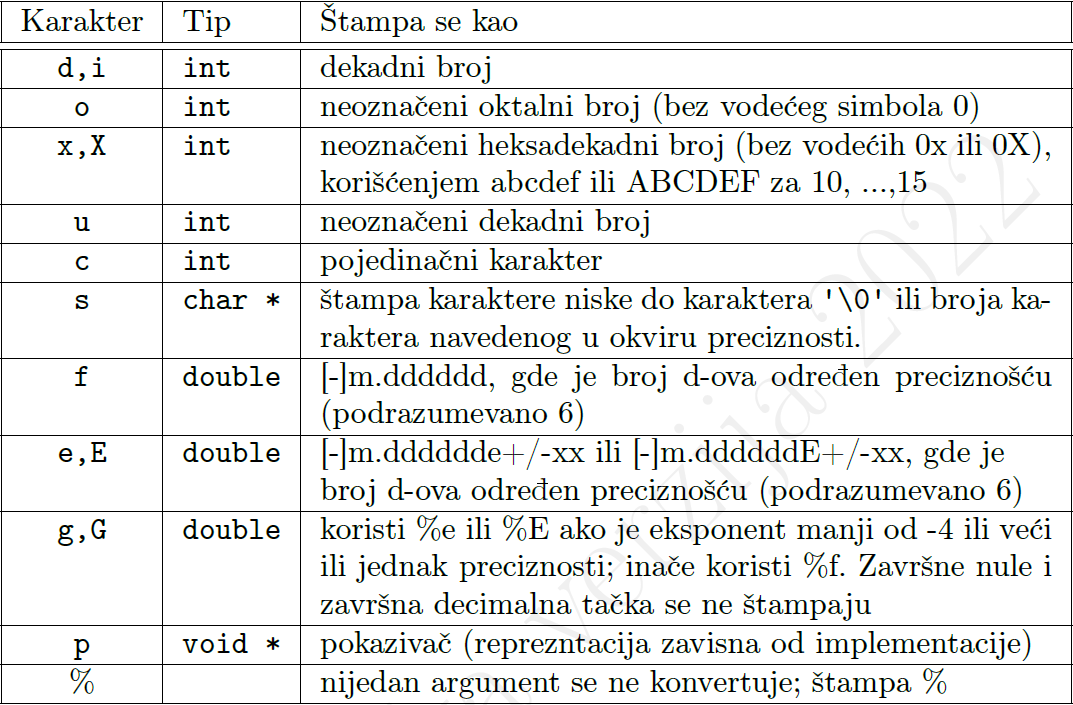 Karakter Tip Štampa se kao
d,i int dekadni broj
o int neoznačeni oktalni broj (bez vodećeg simbola 0)
x,X int neoznačeni heksadekadni broj (bez vodećih 0x ili 0X),
korišćenjem abcdef ili ABCDEF za 10, ...,15
u int neoznačeni dekadni broj
c int pojedinačni karakter
s char * štampa karaktere niske do karaktera '\0' ili broja ka-
raktera navedenog u okviru preciznosti.
f double [-]m.dddddd, gde je broj d-ova određen preciznošću
(podrazumevano 6)
e,E double [-]m.dddddde+/-xx ili [-]m.ddddddE+/-xx, gde je
broj d-ova određen preciznošću (podrazumevano 6)
g,G double koristi %e ili %E ako je eksponent manji od -4 ili veći
ili jednak preciznosti; inače koristi %f. Završne nule i
završna decimalna tačka se ne štampaju
p void * pokazivač (reprezntacija zavisna od implementacije)
% nijedan argument se ne konvertuje; štampa %
verzija 2022